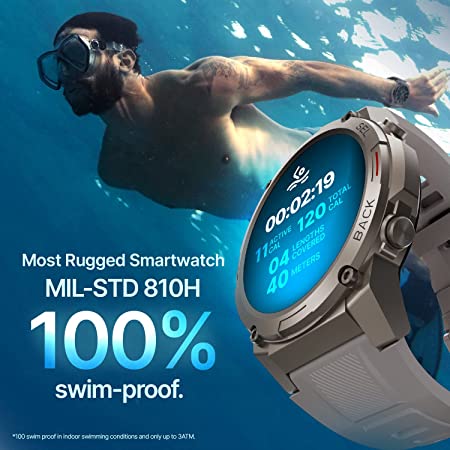 Most Rugged Smartwatch
MIL-STD 810H
100%
swim-proof.
*100 swim proof in indoor swimming conditions and only up to 3ATM.
00:02:19
11 ACTIVE CAL 120 TOTAL CAL
04 LENGTHS COVERED
40 METERS
BACK